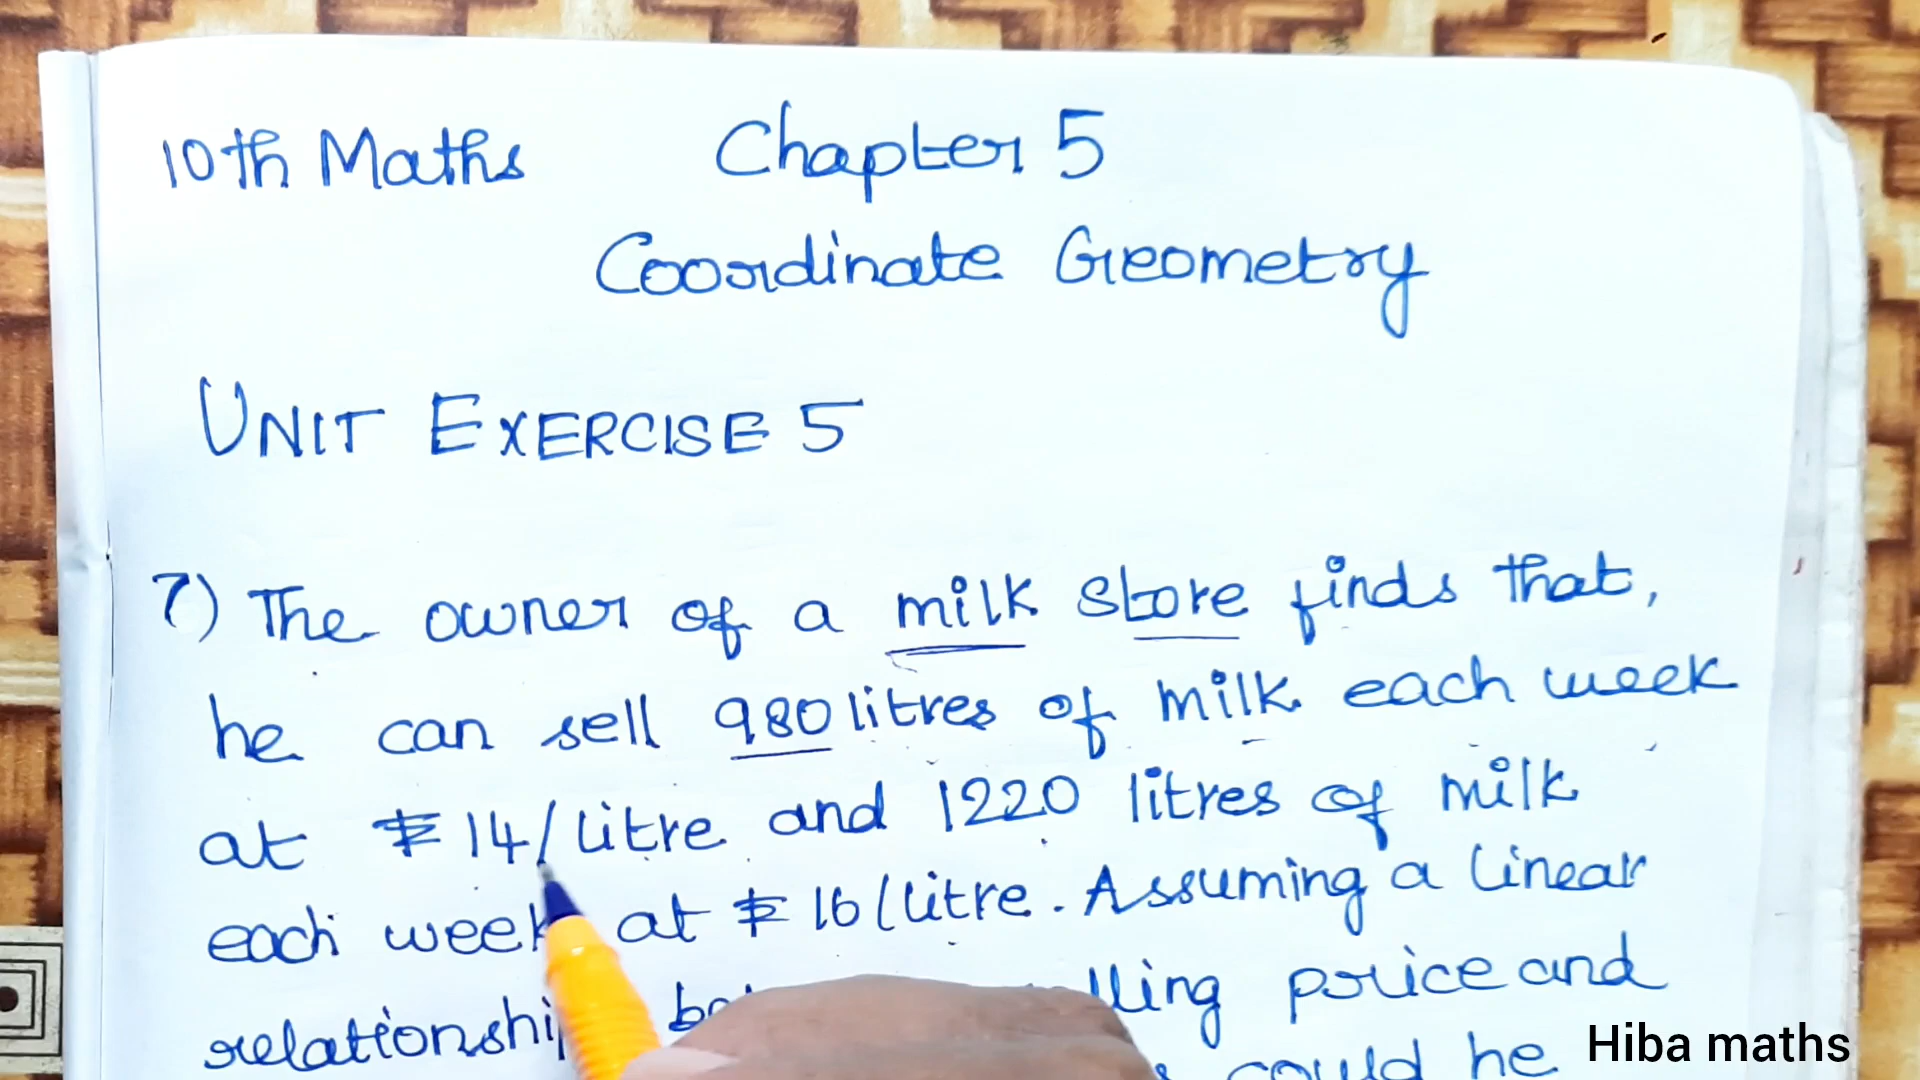 10th Maths Chapter 5
Coordinate Geometry
UNIT EXERCISE 5
7) The owner of a milk store finds that,
he can sell 980 litres of milk each week
at ₹ 14/litre and 1220 litres of milk
each week at ₹ 16/litre. Assuming a linear
relationship price and
could he
Hiba maths